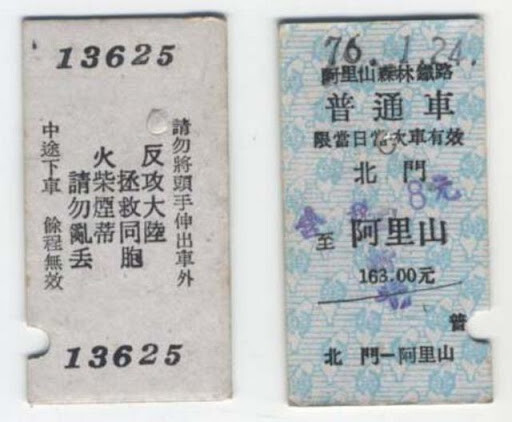 13625
請勿將頭手伸出車外
反攻大陸
拯救同胞
火柴煙蒂
請勿亂丟
中途下車 餘程無效
13625
76. 1. 24.
阿里山森林鐵路
普通車
限當日當次車有效
北門
8元
至 阿里山
163.00元
普
北 門－阿里山